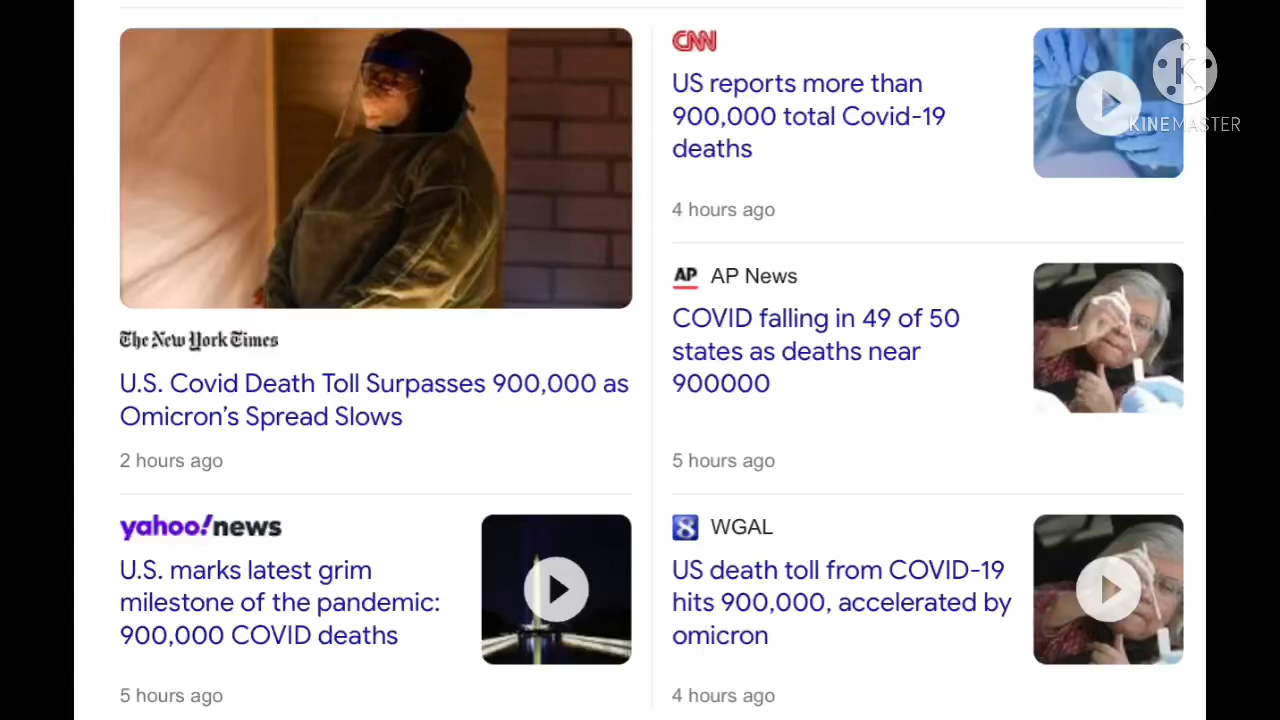 The New York Times
U.S. Covid Death Toll Surpasses 900,000 as
Omicron’s Spread Slows
2 hours ago
yahoo!news
U.S. marks latest grim
milestone of the pandemic:
900,000 COVID deaths
5 hours ago
CNN
US reports more than
900,000 total Covid-19
deaths
4 hours ago
K
KINEMASTER
AP AP News
COVID falling in 49 of 50
states as deaths near
900000
5 hours ago
8 WGAL
US death toll from COVID-19
hits 900,000, accelerated by
omicron
4 hours ago